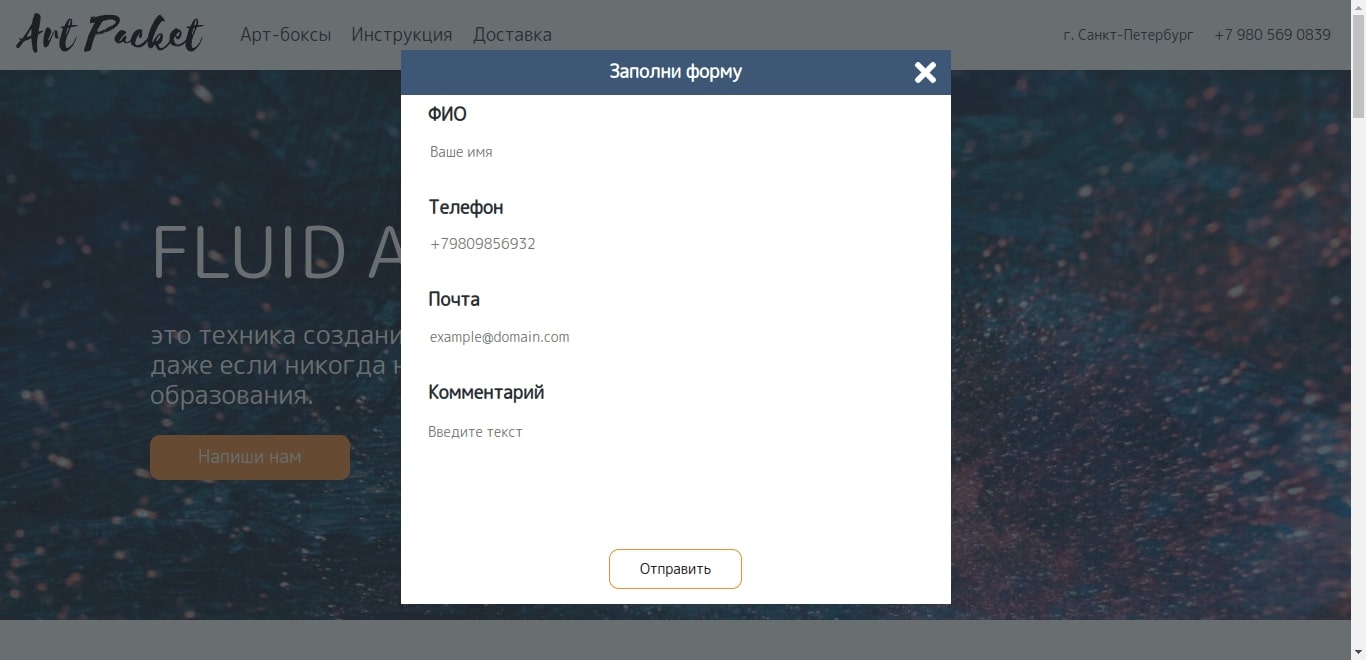 Art Packet
Арт-боксы Инструкция Доставка
г. Санкт-Петербург +7 980 569 0839
Заполни форму
ФИО
Ваше имя
Телефон
+79809856932
Почта
example@domain.com
Комментарий
Введите текст
Отправить
FLUID A
это техника создани
даже если никогда н
образования.
Напиши нам